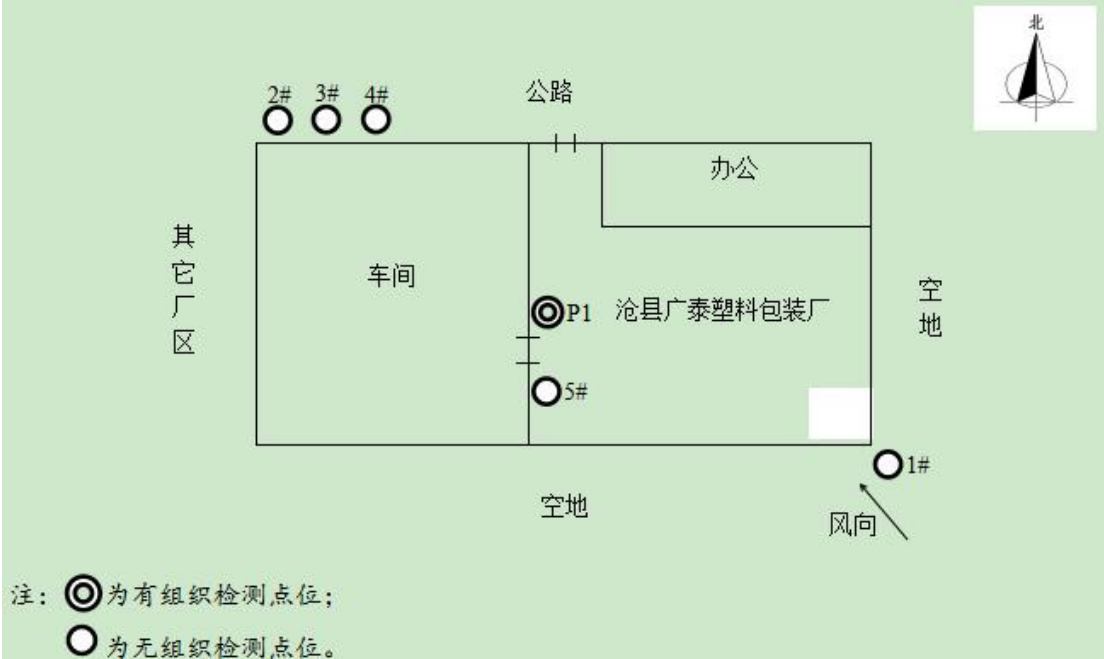 北
公路
2# 3# 4#
办公
其它厂区
车间
P1
沧县广泰塑料包装厂
空地
5#
1#
空地
风向
注：为有组织检测点位；
为无组织检测点位。